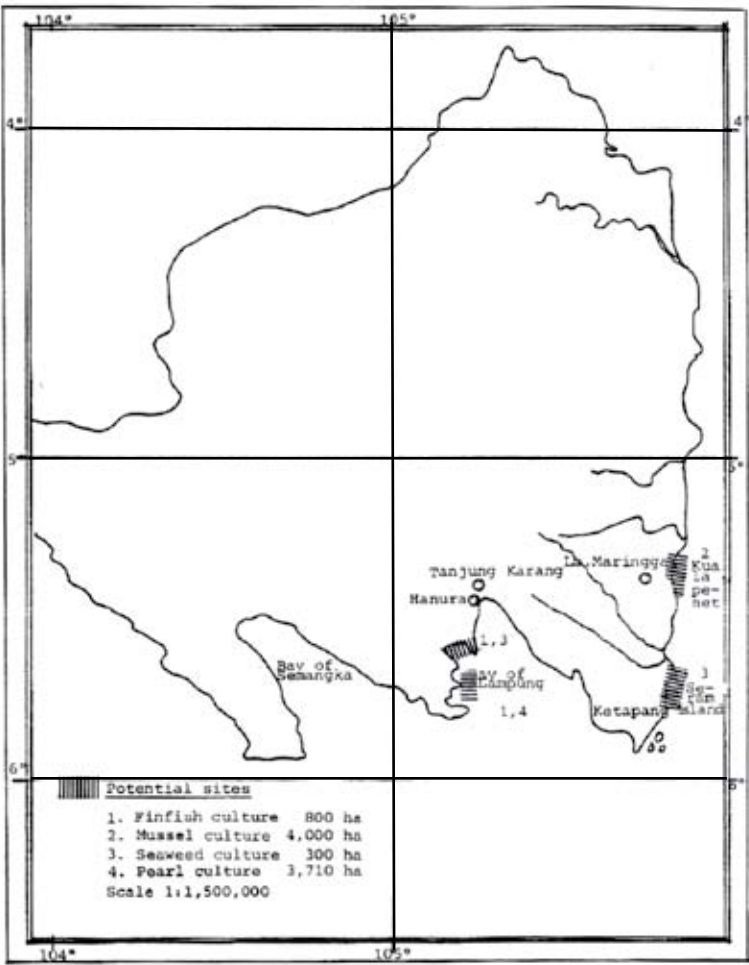 104°
105°
4°
4°
5°
5°
La.Maringga
2
Kua
la
pe-
net
Tanjung Karang
Hanura
1,3
Bay of
Semangka
Bay of
Lampung
3
Ketapang
island
1,4
6°
6°
Potential sites
1. Finfish culture 800 ha
2. Mussel culture 4,000 ha
3. Seaweed culture 300 ha
4. Pearl culture 3,710 ha
Scale 1:1,500,000
104°
105°